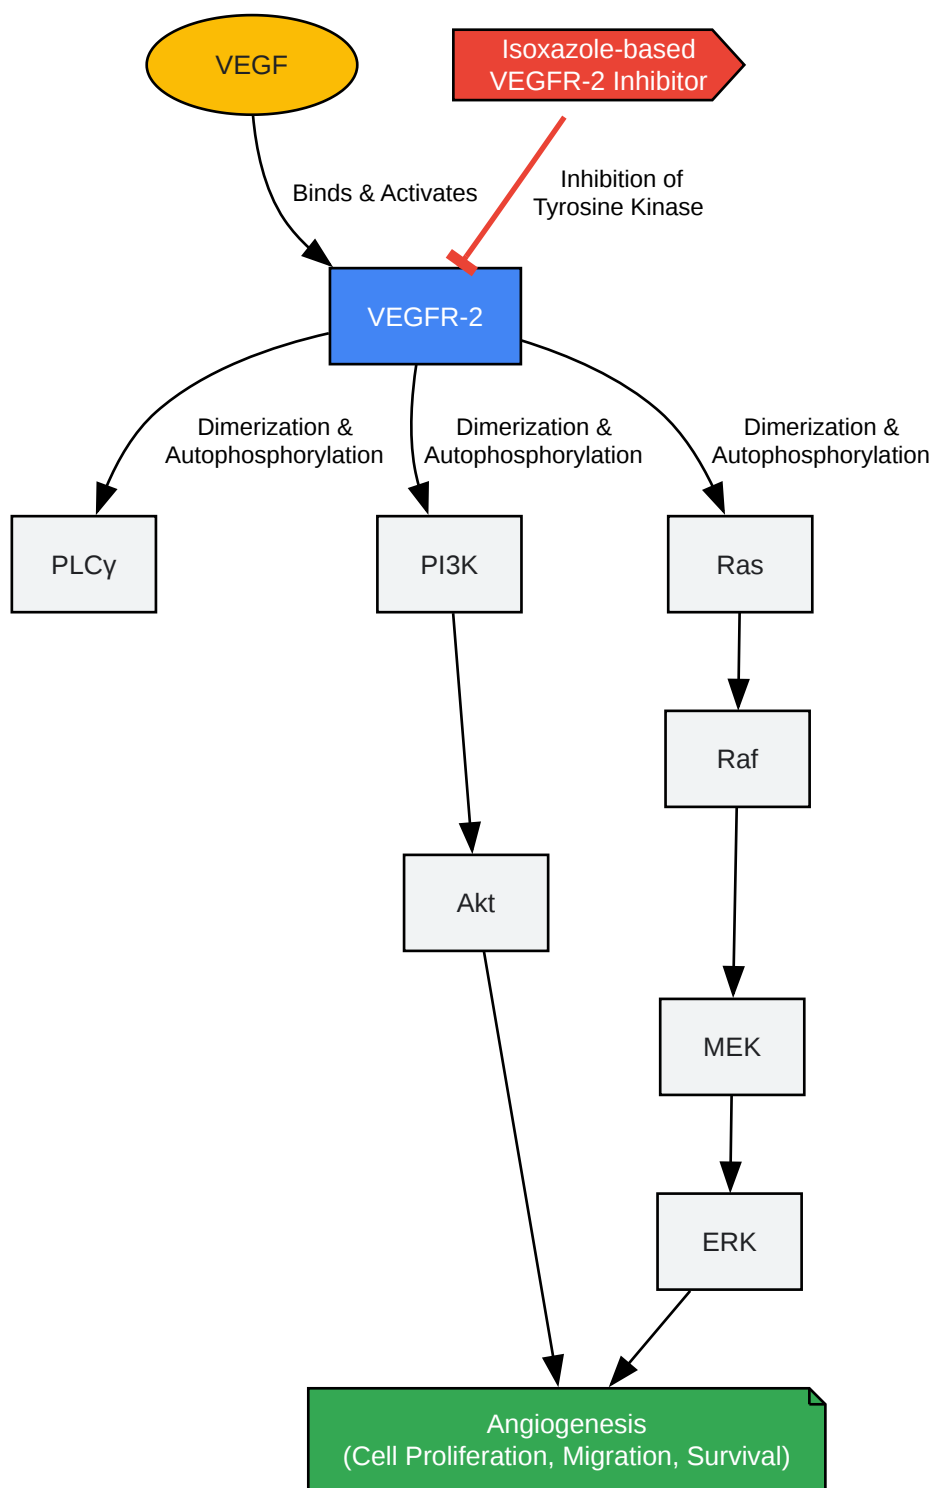 VEGF
Isoxazole-based
VEGFR-2 Inhibitor
Binds & Activates
Inhibition of
Tyrosine Kinase
VEGFR-2
Dimerization &
Autophosphorylation
Dimerization &
Autophosphorylation
Dimerization &
Autophosphorylation
PLCγ
PI3K
Ras
Raf
Akt
MEK
ERK
Angiogenesis
(Cell Proliferation, Migration, Survival)